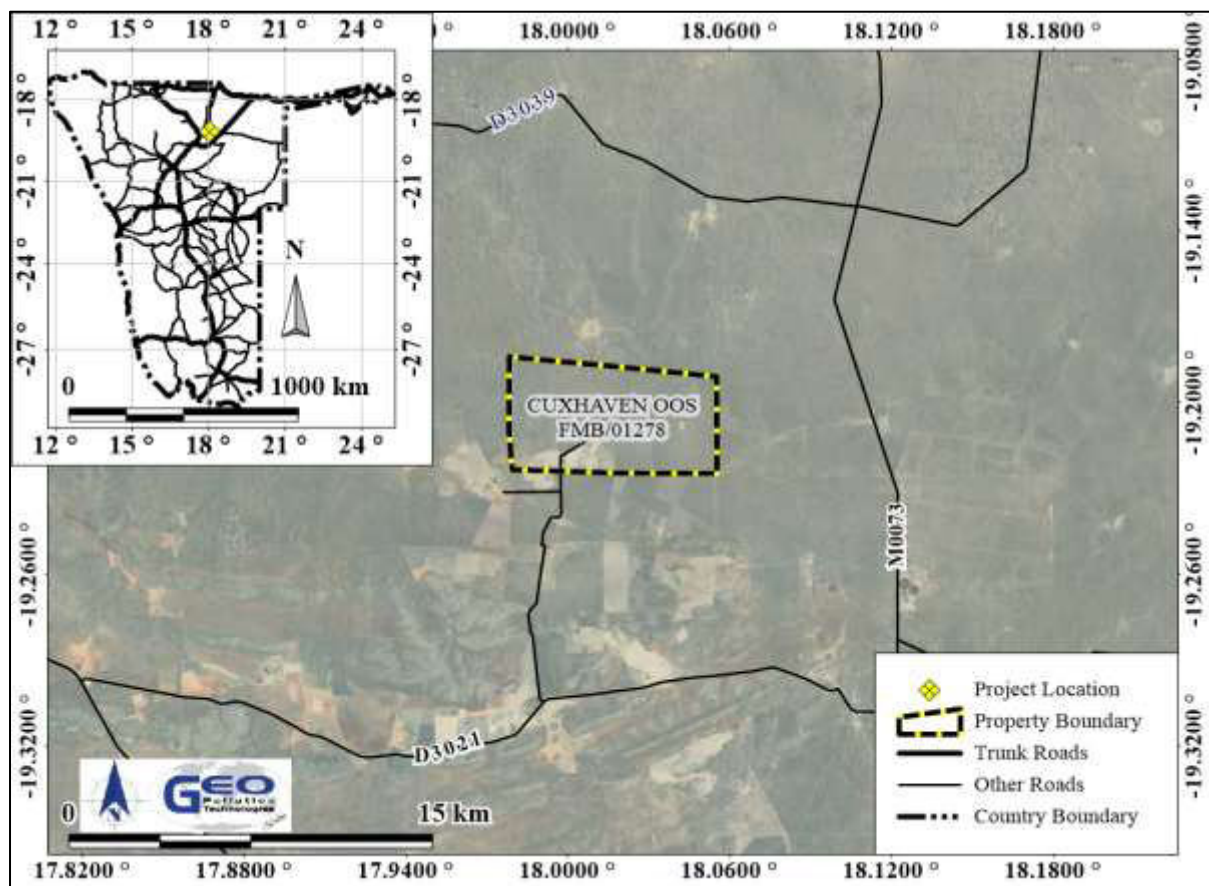 12 ° 15 ° 18 ° 21 ° 24 °
18.0000 ° 18.0600 ° 18.1200 ° 18.1800 °
-18 °
-21 °
-24 °
-27 °
-18 °
-21 °
-24 °
-27 °
N
0 1000 km
12 ° 15 ° 18 ° 21 ° 24 °
D3039
-19.0800 °
-19.1400 °
-19.2000 °
-19.2600 °
-19.3200 °
CUXHAVEN OOS
FMB/01278
M0073
-19.2600 °
-19.3200 °
D3021
Project Location
Property Boundary
Trunk Roads
Other Roads
Country Boundary
GEO
Pollution
Technologies
0 15 km
17.8200 ° 17.8800 ° 17.9400 ° 18.0000 ° 18.0600 ° 18.1200 ° 18.1800 °